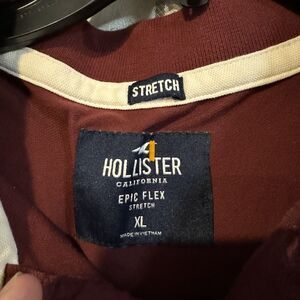 STRETCH
HOLLISTER
CALIFORNIA
EPIC FLEX
STRETCH
XL
MADE IN VIETNAM